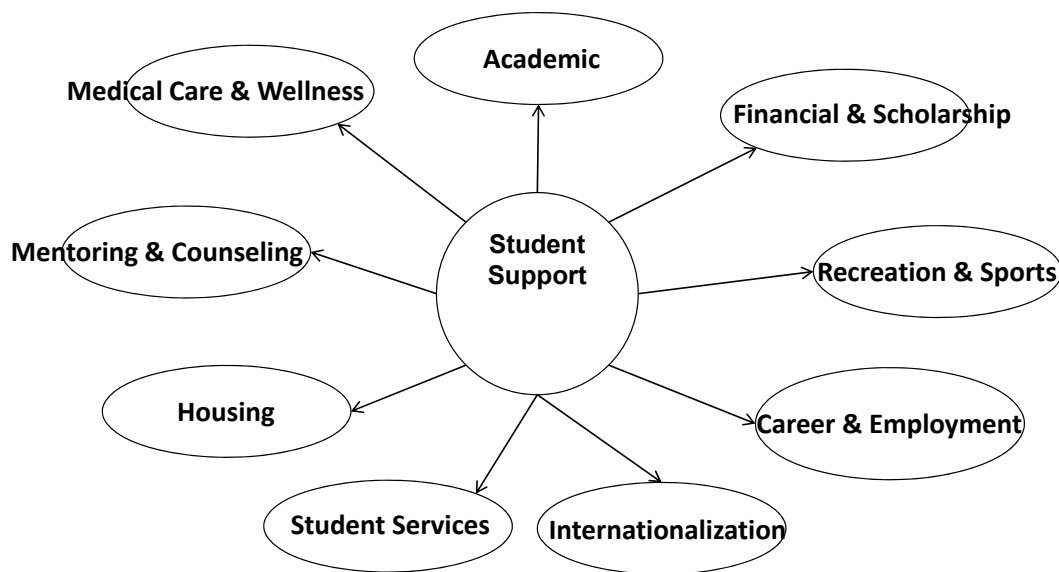 Academic
Medical Care & Wellness
Financial & Scholarship
Student
Support
Mentoring & Counseling
Recreation & Sports
Housing
Career & Employment
Student Services
Internationalization